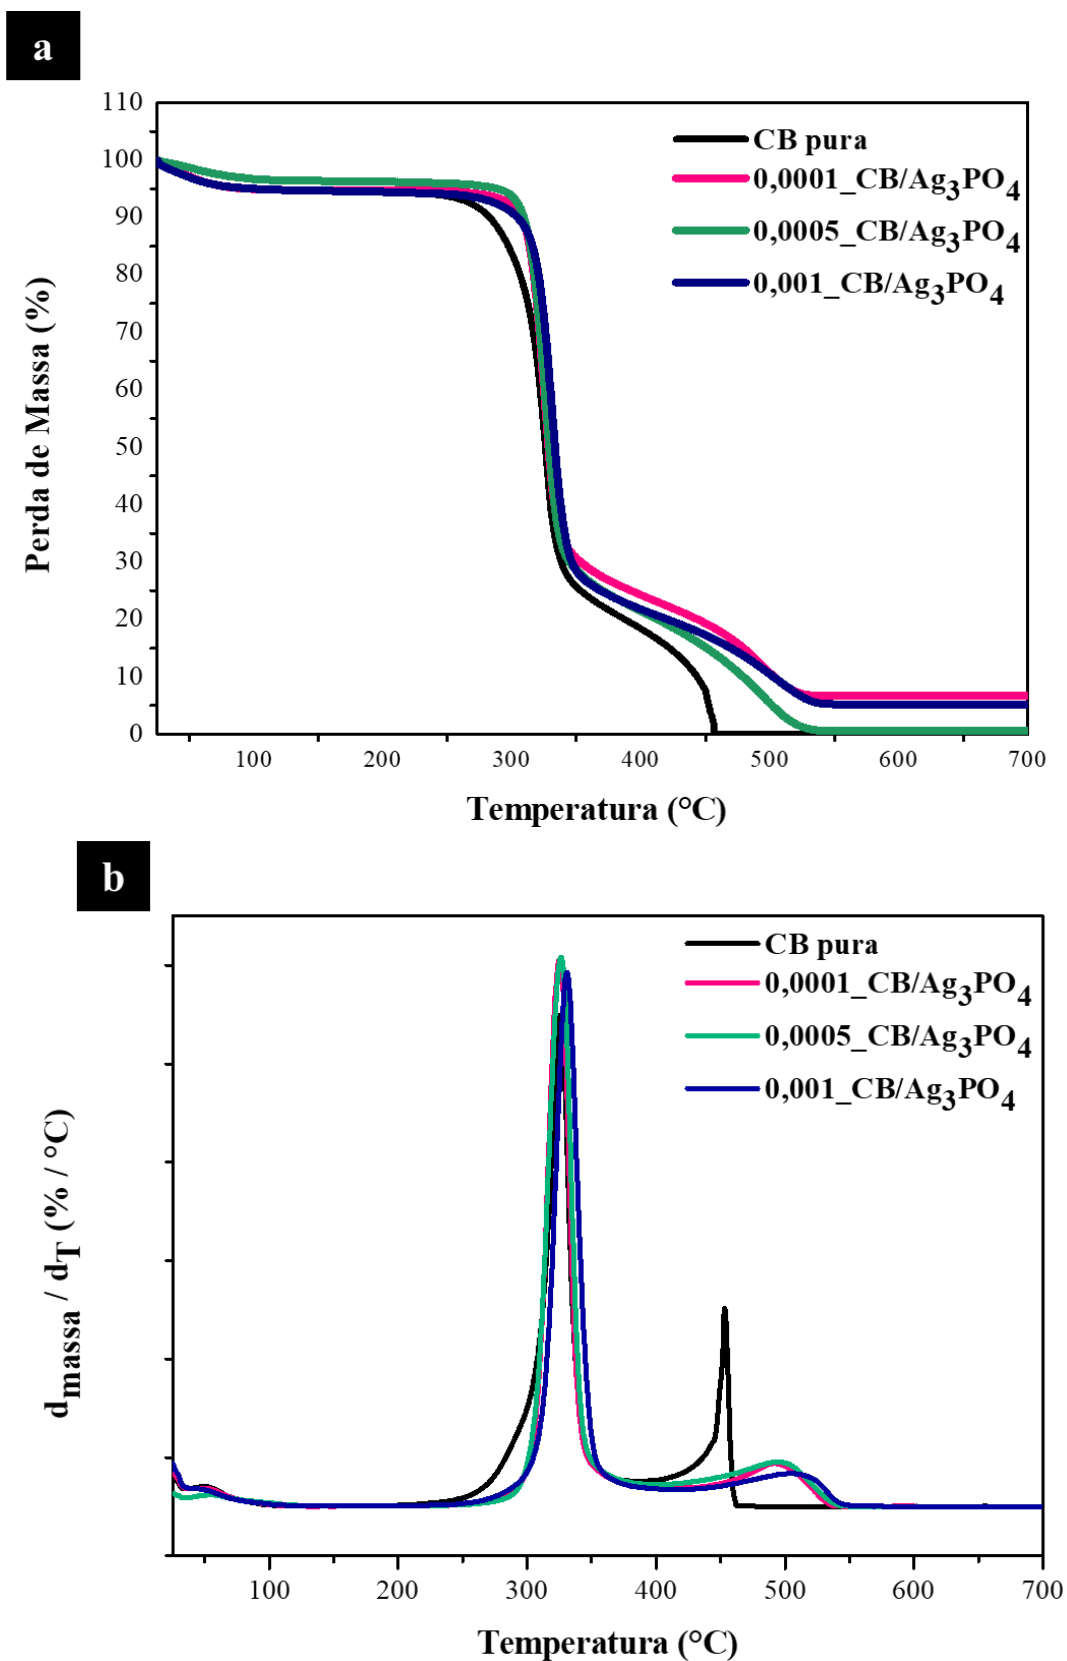 a
110
100
90
80
70
60
50
40
30
20
10
0
Perda de Massa (%)
CB pura
0,0001_CB/Ag₃PO₄
0,0005_CB/Ag₃PO₄
0,001_CB/Ag₃PO₄
100 200 300 400 500 600 700
Temperatura (°C)
b
d_massa / d_T (% / °C)
CB pura
0,0001_CB/Ag₃PO₄
0,0005_CB/Ag₃PO₄
0,001_CB/Ag₃PO₄
100 200 300 400 500 600 700
Temperatura (°C)